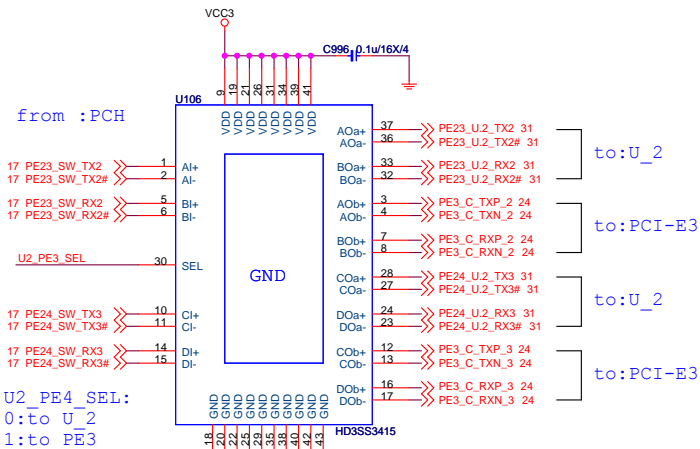 VCC3
C996 0.1u/16X/4
9 19 21 26 31 34 39 41
U106
VDD VDD VDD VDD VDD VDD VDD VDD
from :PCH
17 PE23_SW_TX2 1 AI+
17 PE23_SW_TX2# 2 AI-
17 PE23_SW_RX2 5 BI+
17 PE23_SW_RX2# 6 BI-
U2_PE3_SEL 30 SEL
17 PE24_SW_TX3 10 CI+
17 PE24_SW_TX3# 11 CI-
17 PE24_SW_RX3 14 DI+
17 PE24_SW_RX3# 15 DI-
GND
AOa+ 37 PE23_U.2_TX2 31
AOa- 36 PE23_U.2_TX2# 31
to:U_2
BOa+ 33 PE23_U.2_RX2 31
BOa- 32 PE23_U.2_RX2# 31
AOb+ 3 PE3_C_TXP_2 24
AOb- 4 PE3_C_TXN_2 24
to:PCI-E3
BOb+ 7 PE3_C_RXP_2 24
BOb- 8 PE3_C_RXN_2 24
COa+ 28 PE24_U.2_TX3 31
COa- 27 PE24_U.2_TX3# 31
to:U_2
DOa+ 24 PE24_U.2_RX3 31
DOa- 23 PE24_U.2_RX3# 31
COb+ 12 PE3_C_TXP_3 24
COb- 13 PE3_C_TXN_3 24
to:PCI-E3
DOb+ 16 PE3_C_RXP_3 24
DOb- 17 PE3_C_RXN_3 24
U2_PE4_SEL:
0:to U_2
1:to PE3
GND GND GND GND GND GND GND GND GND GND
18 20 22 25 29 35 38 40 42 43
HD3SS3415